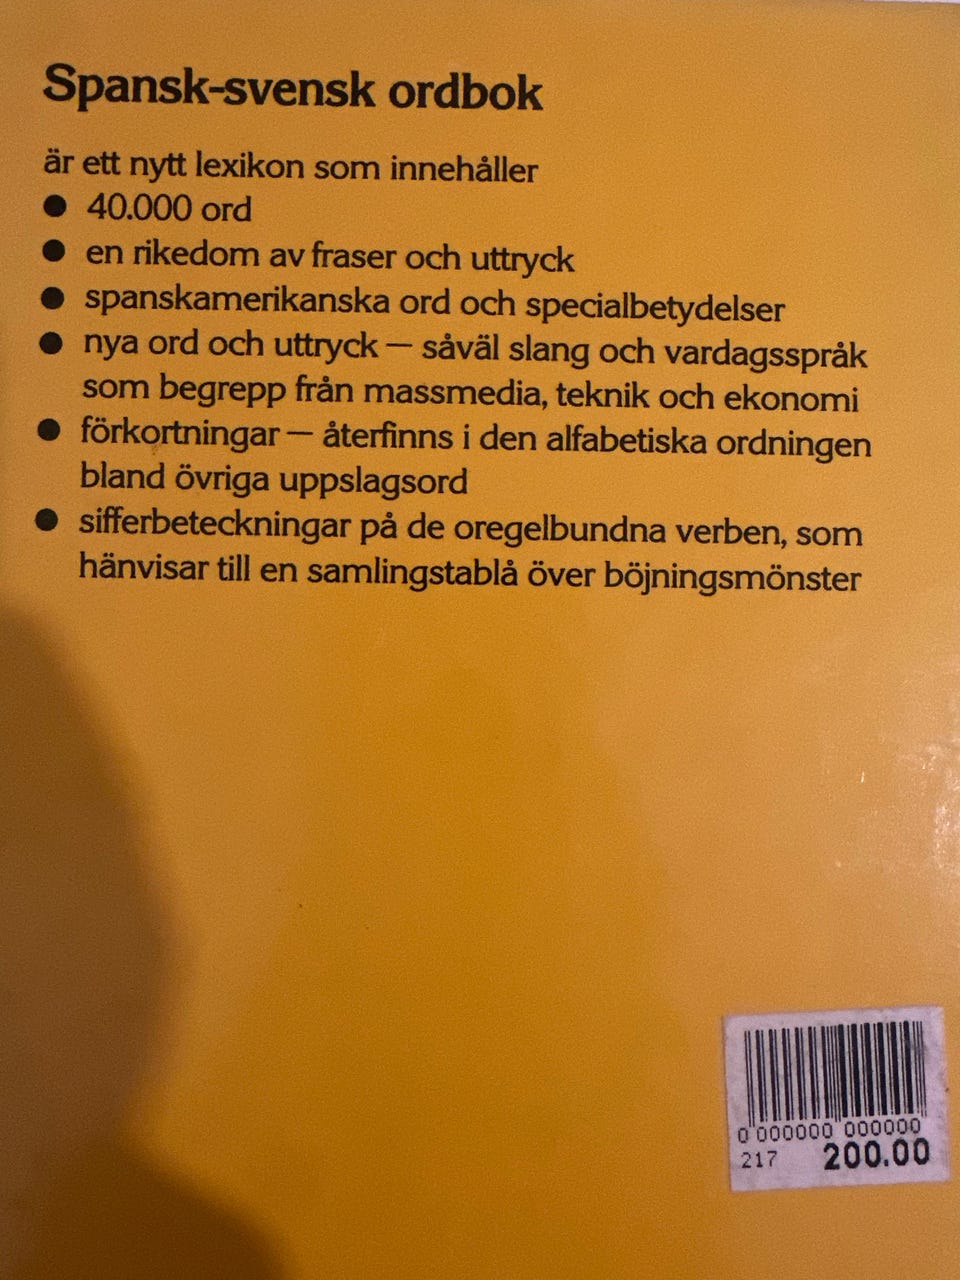 Spansk-svensk ordbok
är ett nytt lexikon som innehåller
● 40.000 ord
● en rikedom av fraser och uttryck
● spanskamerikanska ord och specialbetydelser
● nya ord och uttryck — såväl slang och vardagsspråk
som begrepp från massmedia, teknik och ekonomi
● förkortningar — återfinns i den alfabetiska ordningen
bland övriga uppslagsord
● sifferbeteckningar på de oregelbundna verben, som
hänvisar till en samlingstablå över böjningsmönster
0 000000 000000
217 200.00